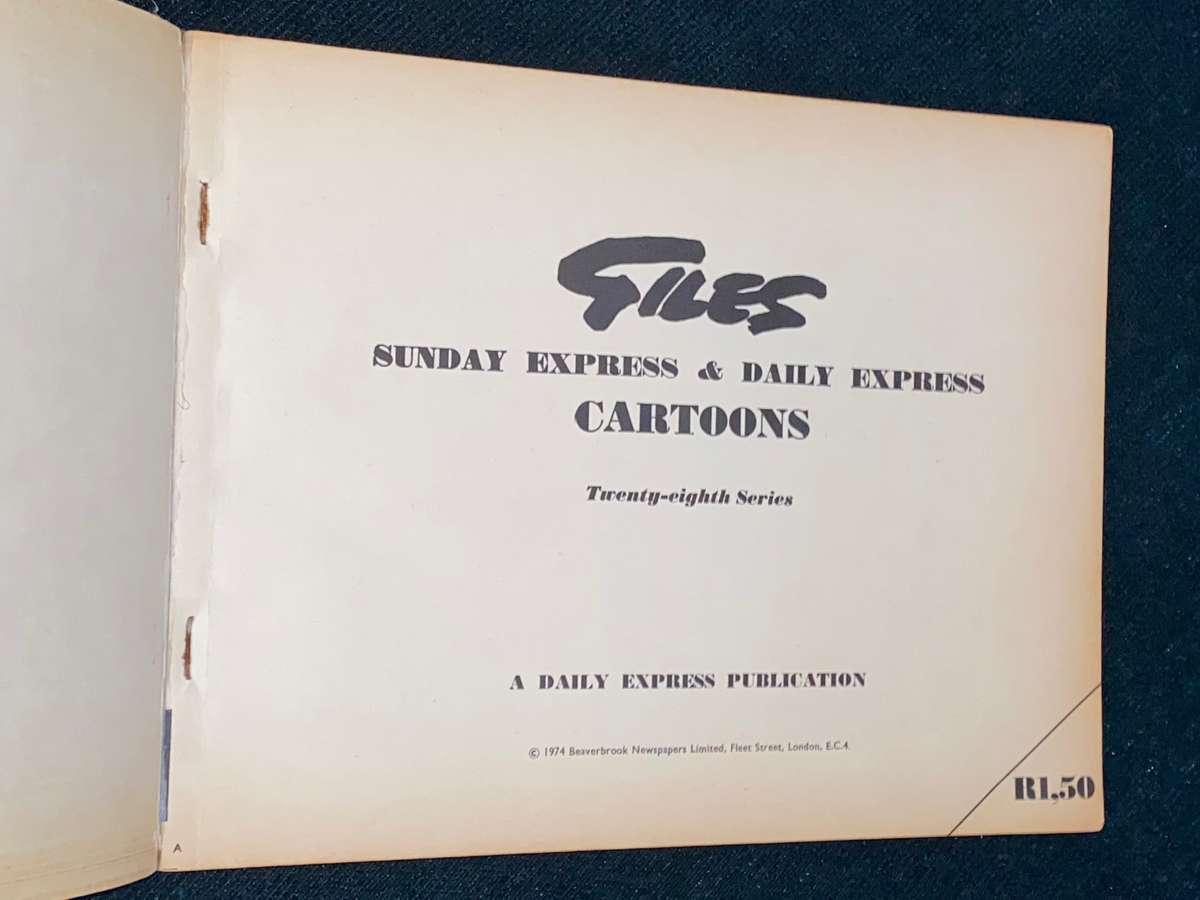 GILES
SUNDAY EXPRESS & DAILY EXPRESS
CARTOONS
Twenty-eighth Series
A DAILY EXPRESS PUBLICATION
© 1974 Beaverbrook Newspapers Limited, Fleet Street, London, E.C.4.
R1,50
A